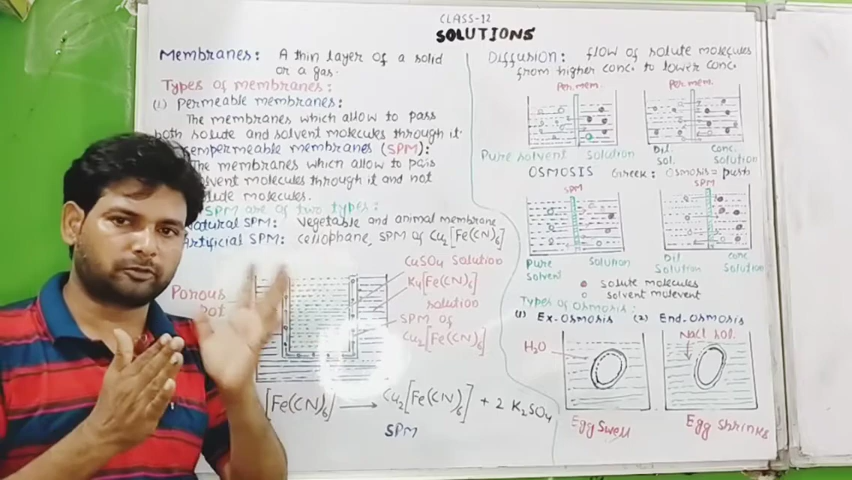 CLASS-12
SOLUTIONS
Membranes: A thin layer of a solid
or a gas.
Types of membranes:
(1) Permeable membranes:
The membranes which allow to pass
both solute and solvent molecules through it.
Sempermeable membranes (SPM):
The membranes which allow to pass
solvent molecules through it and not
solute molecules.
SPM are of two types:
Natural SPM: Vegetable and animal membrane
Artificial SPM: cellophane, SPM of Cu2[Fe(CN)6]
CuSO4 Solution
K4[Fe(CN)6]
solution
SPM of
Cu2[Fe(CN)6]
Porous
pot
[Fe(CN)6] → Cu2[Fe(CN)6] + 2 K2SO4
SPM
Diffusion: flow of solute molecules
from higher conc. to lower conc.
Per. mem. Per. mem.
Pure solvent Solution Dil. sol. Conc. solution
OSMOSIS Greek: Osmosis = push
SPM SPM
Pure solvent Solution Dil Solution Conc Solution
solute molecules
solvent molevent
Types of Osmosis:
(1) Ex-osmosis (2) End-osmosis
H2O
NaCl sol.
Egg swell
Egg shrinks